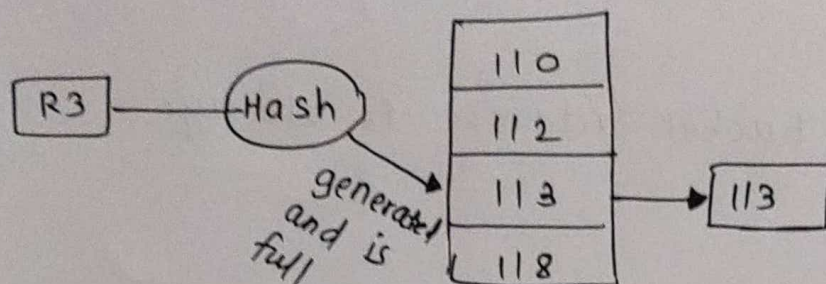 R3
Hash
generated
and is
full
110
112
113
118
113